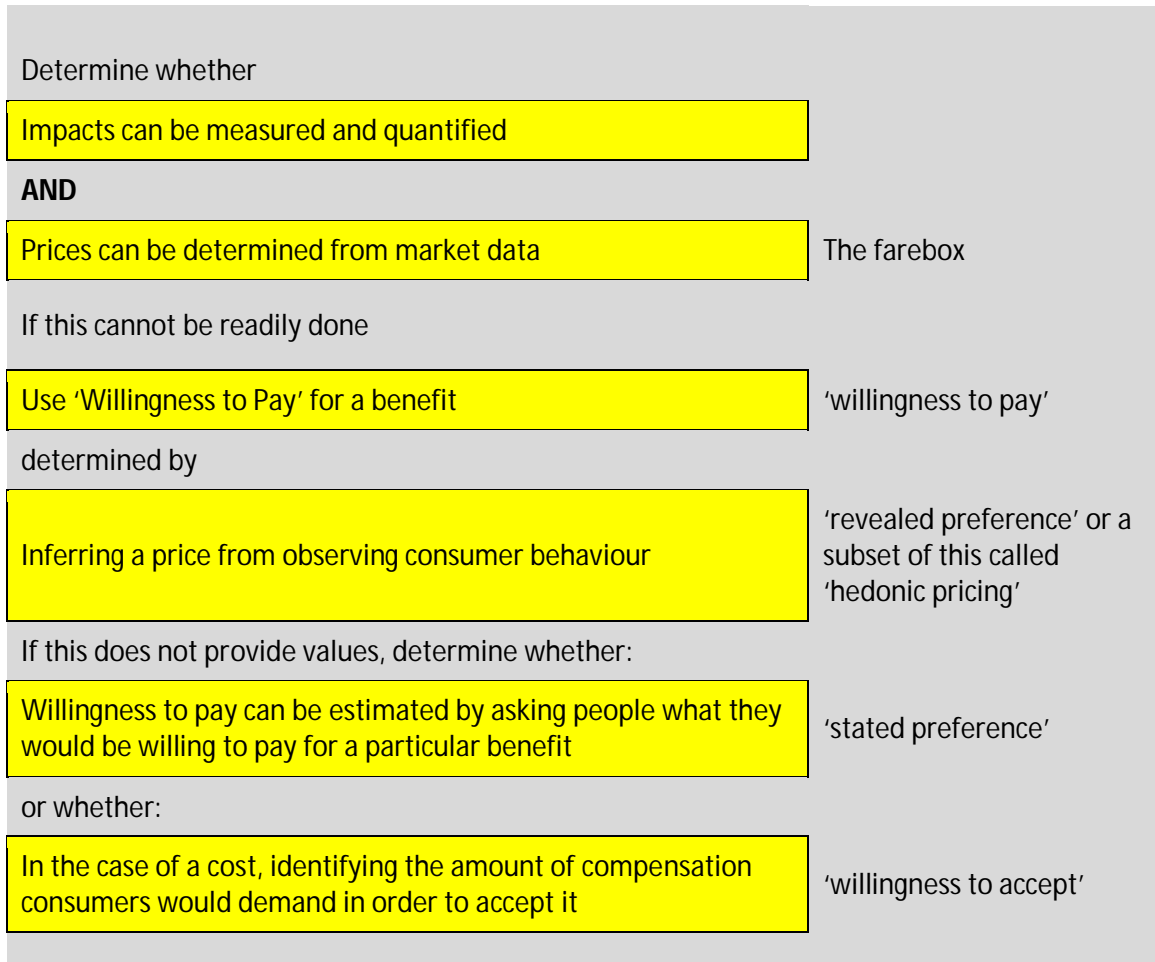 Determine whether
Impacts can be measured and quantified
AND
Prices can be determined from market data
The farebox
If this cannot be readily done
Use ‘Willingness to Pay’ for a benefit
‘willingness to pay’
determined by
Inferring a price from observing consumer behaviour
‘revealed preference’ or a
subset of this called
‘hedonic pricing’
If this does not provide values, determine whether:
Willingness to pay can be estimated by asking people what they
would be willing to pay for a particular benefit
‘stated preference’
or whether:
In the case of a cost, identifying the amount of compensation
consumers would demand in order to accept it
‘willingness to accept’